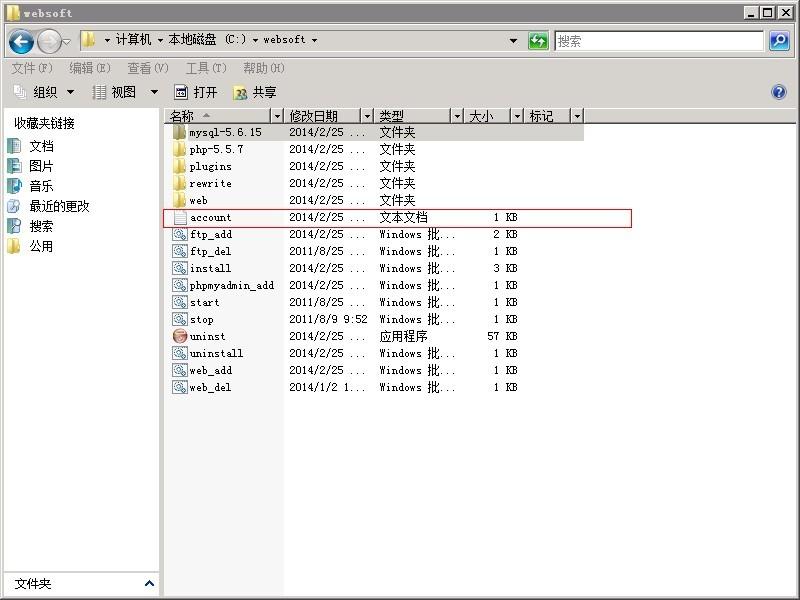 websoft
计算机 本地磁盘 (C:) websoft
搜索
文件(F) 编辑(E) 查看(V) 工具(T) 帮助(H)
组织 视图 打开 共享
收藏夹链接
文档
图片
音乐
最近的更改
搜索
公用
文件夹
名称 修改日期 类型 大小 标记
mysql-5.6.15 2014/2/25 ... 文件夹
php-5.5.7 2014/2/25 ... 文件夹
plugins 2014/2/25 ... 文件夹
rewrite 2014/2/25 ... 文件夹
web 2014/2/25 ... 文件夹
account 2014/2/25 ... 文本文档 1 KB
ftp_add 2014/2/25 ... Windows 批... 2 KB
ftp_del 2011/8/25 ... Windows 批... 1 KB
install 2014/2/25 ... Windows 批... 3 KB
phpmyadmin_add 2014/2/25 ... Windows 批... 1 KB
start 2011/8/25 ... Windows 批... 1 KB
stop 2011/8/9 9:52 Windows 批... 1 KB
uninst 2014/2/25 ... 应用程序 57 KB
uninstall 2014/2/25 ... Windows 批... 1 KB
web_add 2014/2/25 ... Windows 批... 1 KB
web_del 2014/1/2 1... Windows 批... 1 KB